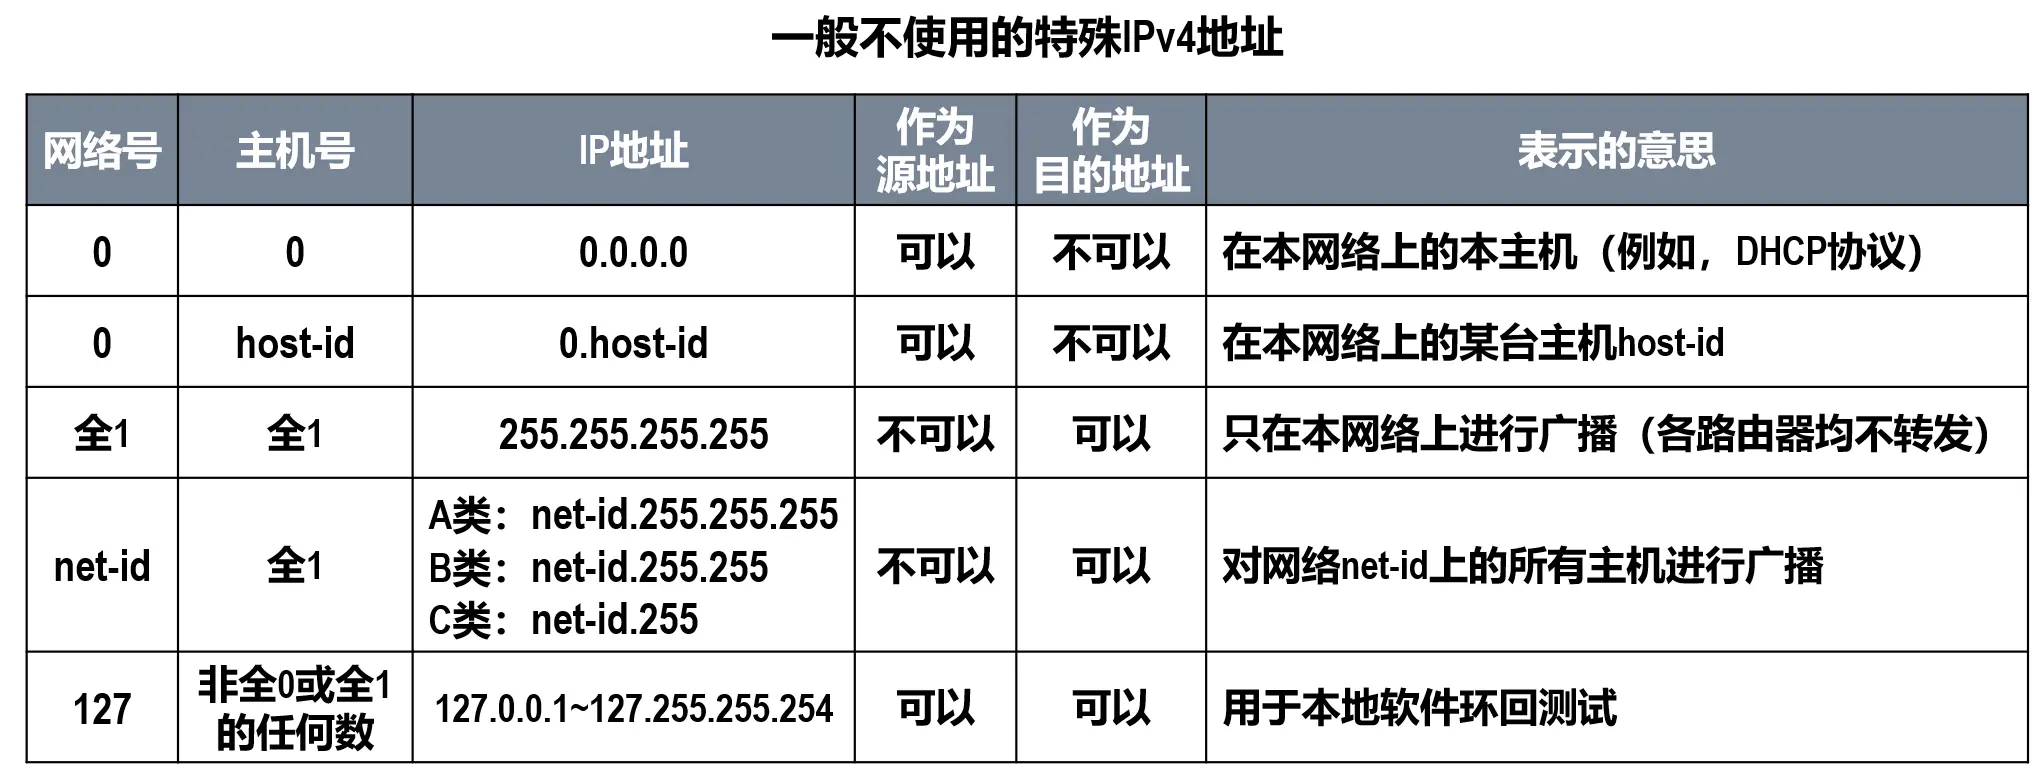 一般不使用的特殊IPv4地址
网络号 主机号 IP地址 作为源地址 作为目的地址 表示的意思
0 0 0.0.0.0 可以 不可以 在本网络上的本主机（例如，DHCP协议）
0 host-id 0.host-id 可以 不可以 在本网络上的某台主机host-id
全1 全1 255.255.255.255 不可以 可以 只在本网络上进行广播（各路由器均不转发）
net-id 全1 A类：net-id.255.255.255
B类：net-id.255.255
C类：net-id.255 不可以 可以 对网络net-id上的所有主机进行广播
127 非全0或全1
的任何数 127.0.0.1~127.255.255.254 可以 可以 用于本地软件环回测试